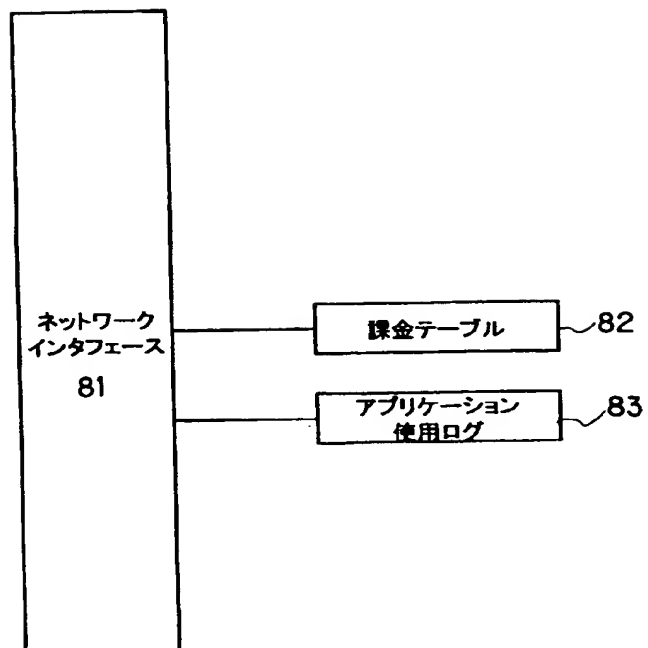 ネットワーク
インタフェース
81
課金テーブル
82
アプリケーション
使用ログ
83